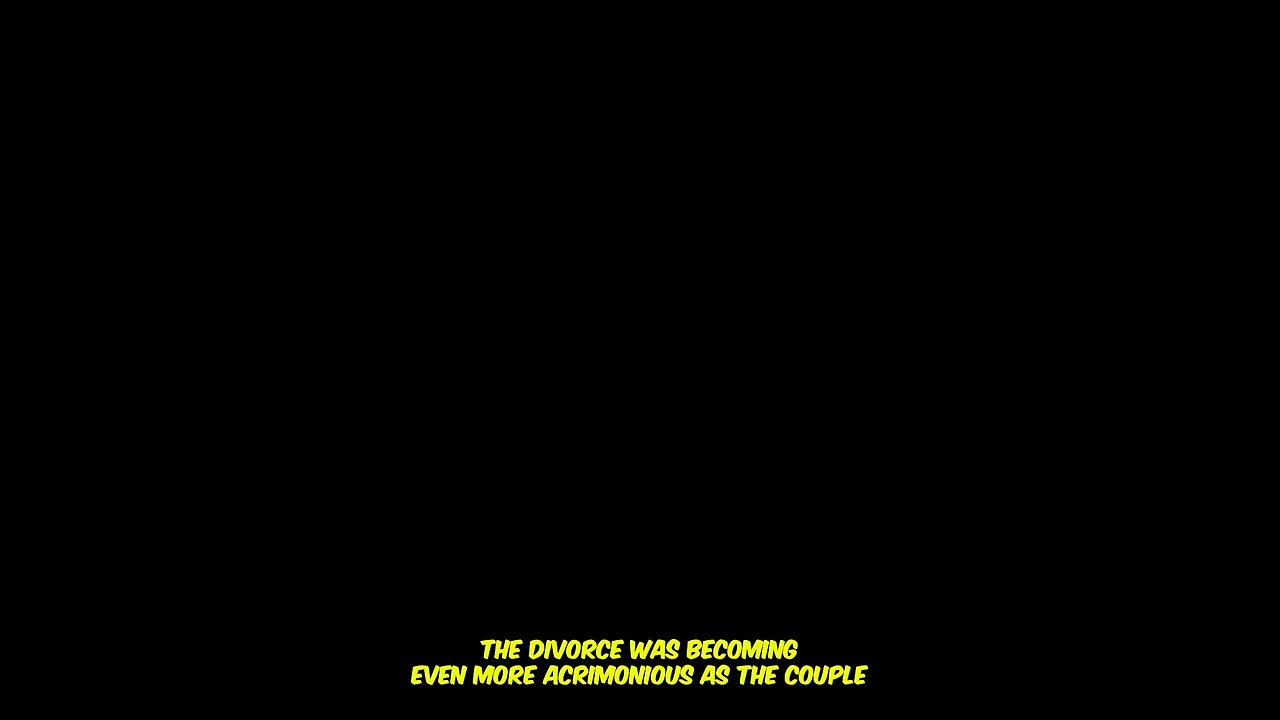 THE DIVORCE WAS BECOMING
EVEN MORE ACRIMONIOUS AS THE COUPLE